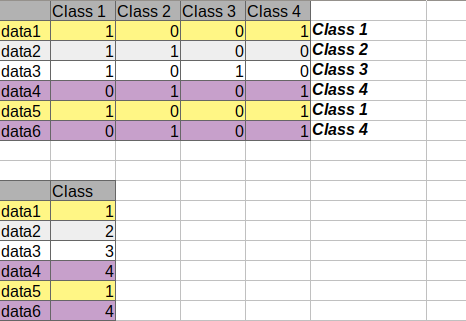 Class 1 Class 2 Class 3 Class 4
data1 1 0 0 1 Class 1
data2 1 1 0 0 Class 2
data3 1 0 1 0 Class 3
data4 0 1 0 1 Class 4
data5 1 0 0 1 Class 1
data6 0 1 0 1 Class 4
Class
data1 1
data2 2
data3 3
data4 4
data5 1
data6 4